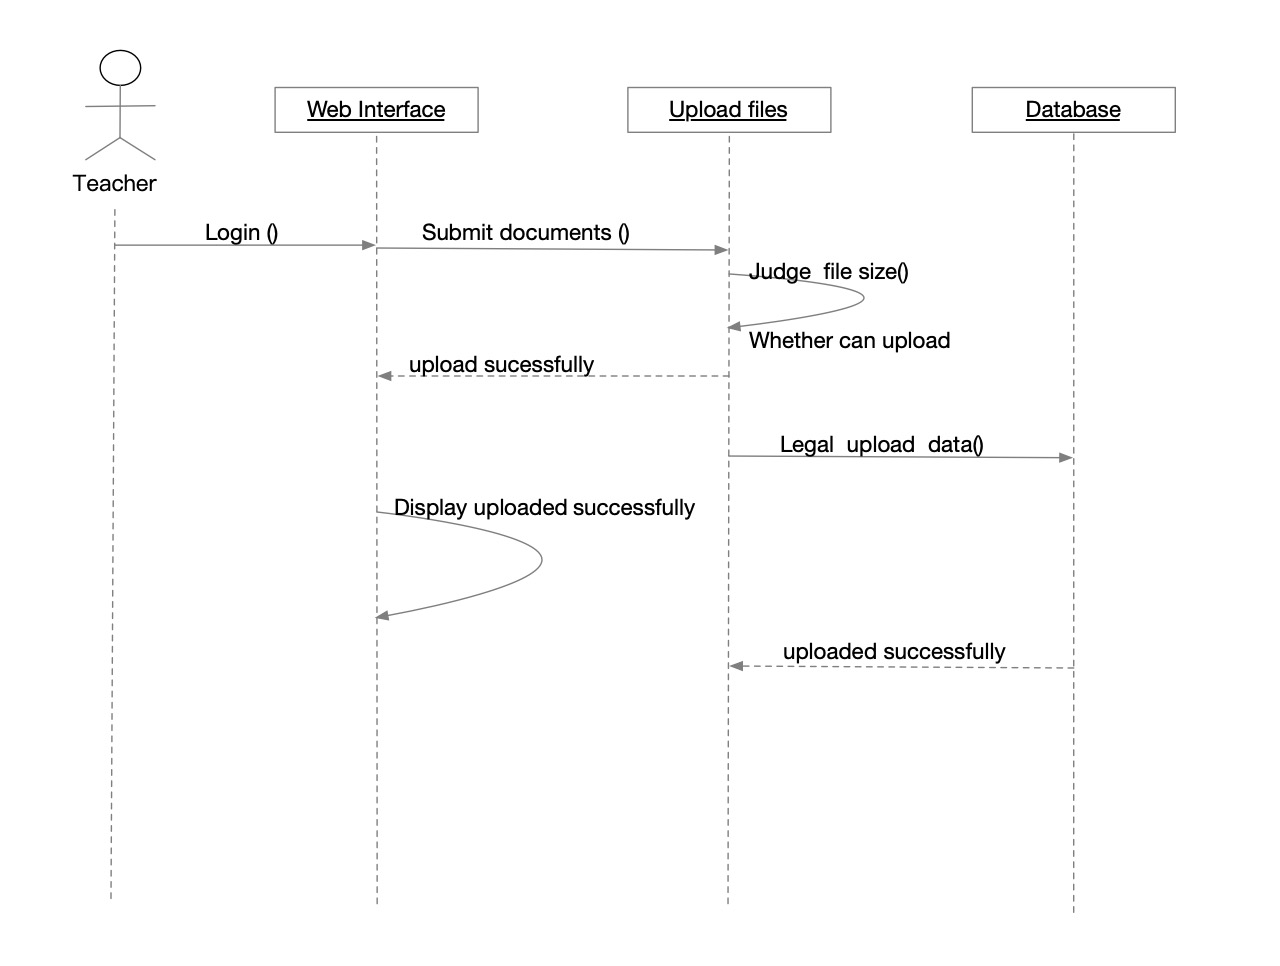 Web Interface
Upload files
Database
Teacher
Login ()
Submit documents ()
Judge  file size()
Whether can upload
upload sucessfully
Legal  upload  data()
Display uploaded successfully
uploaded successfully